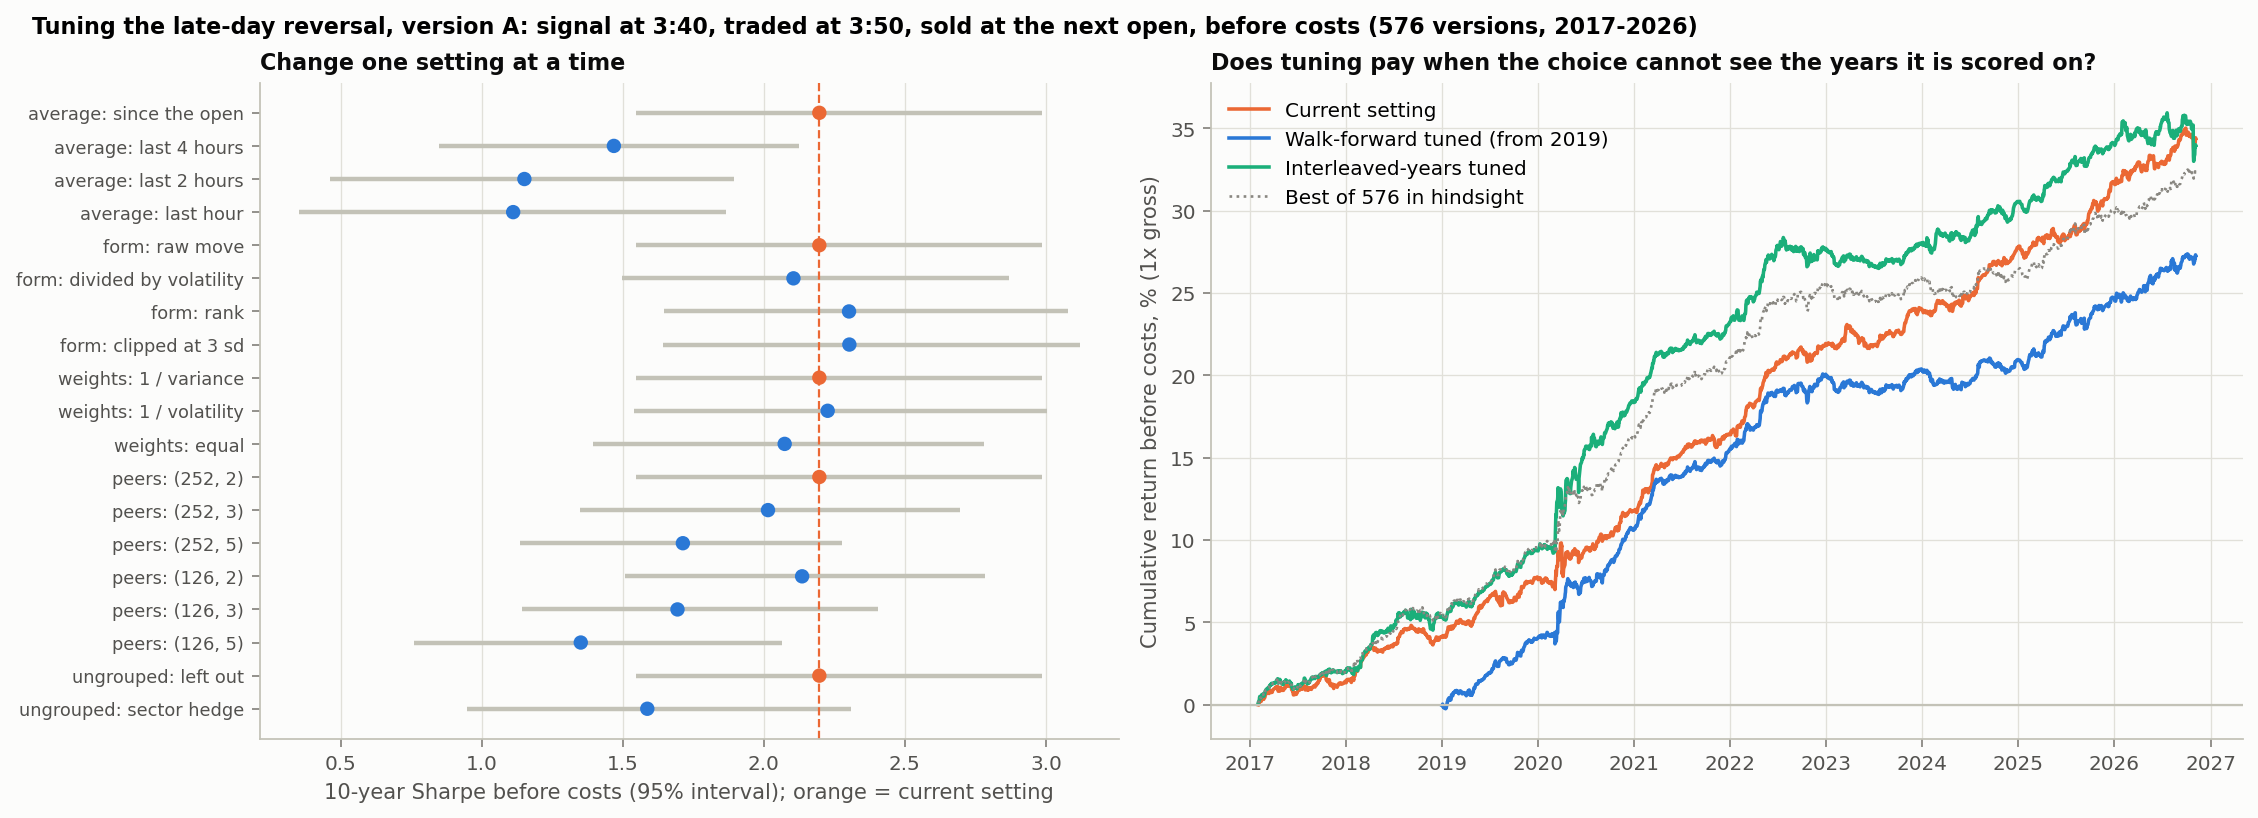 Tuning the late-day reversal, version A: signal at 3:40, traded at 3:50, sold at the next open, before costs (576 versions, 2017-2026)
Change one setting at a time
average: since the open
average: last 4 hours
average: last 2 hours
average: last hour
form: raw move
form: divided by volatility
form: rank
form: clipped at 3 sd
weights: 1 / variance
weights: 1 / volatility
weights: equal
peers: (252, 2)
peers: (252, 3)
peers: (252, 5)
peers: (126, 2)
peers: (126, 3)
peers: (126, 5)
ungrouped: left out
ungrouped: sector hedge
0.5 1.0 1.5 2.0 2.5 3.0
10-year Sharpe before costs (95% interval); orange = current setting
Does tuning pay when the choice cannot see the years it is scored on?
Current setting
Walk-forward tuned (from 2019)
Interleaved-years tuned
Best of 576 in hindsight
Cumulative return before costs, % (1x gross)
35
30
25
20
15
10
5
0
2017 2018 2019 2020 2021 2022 2023 2024 2025 2026 2027